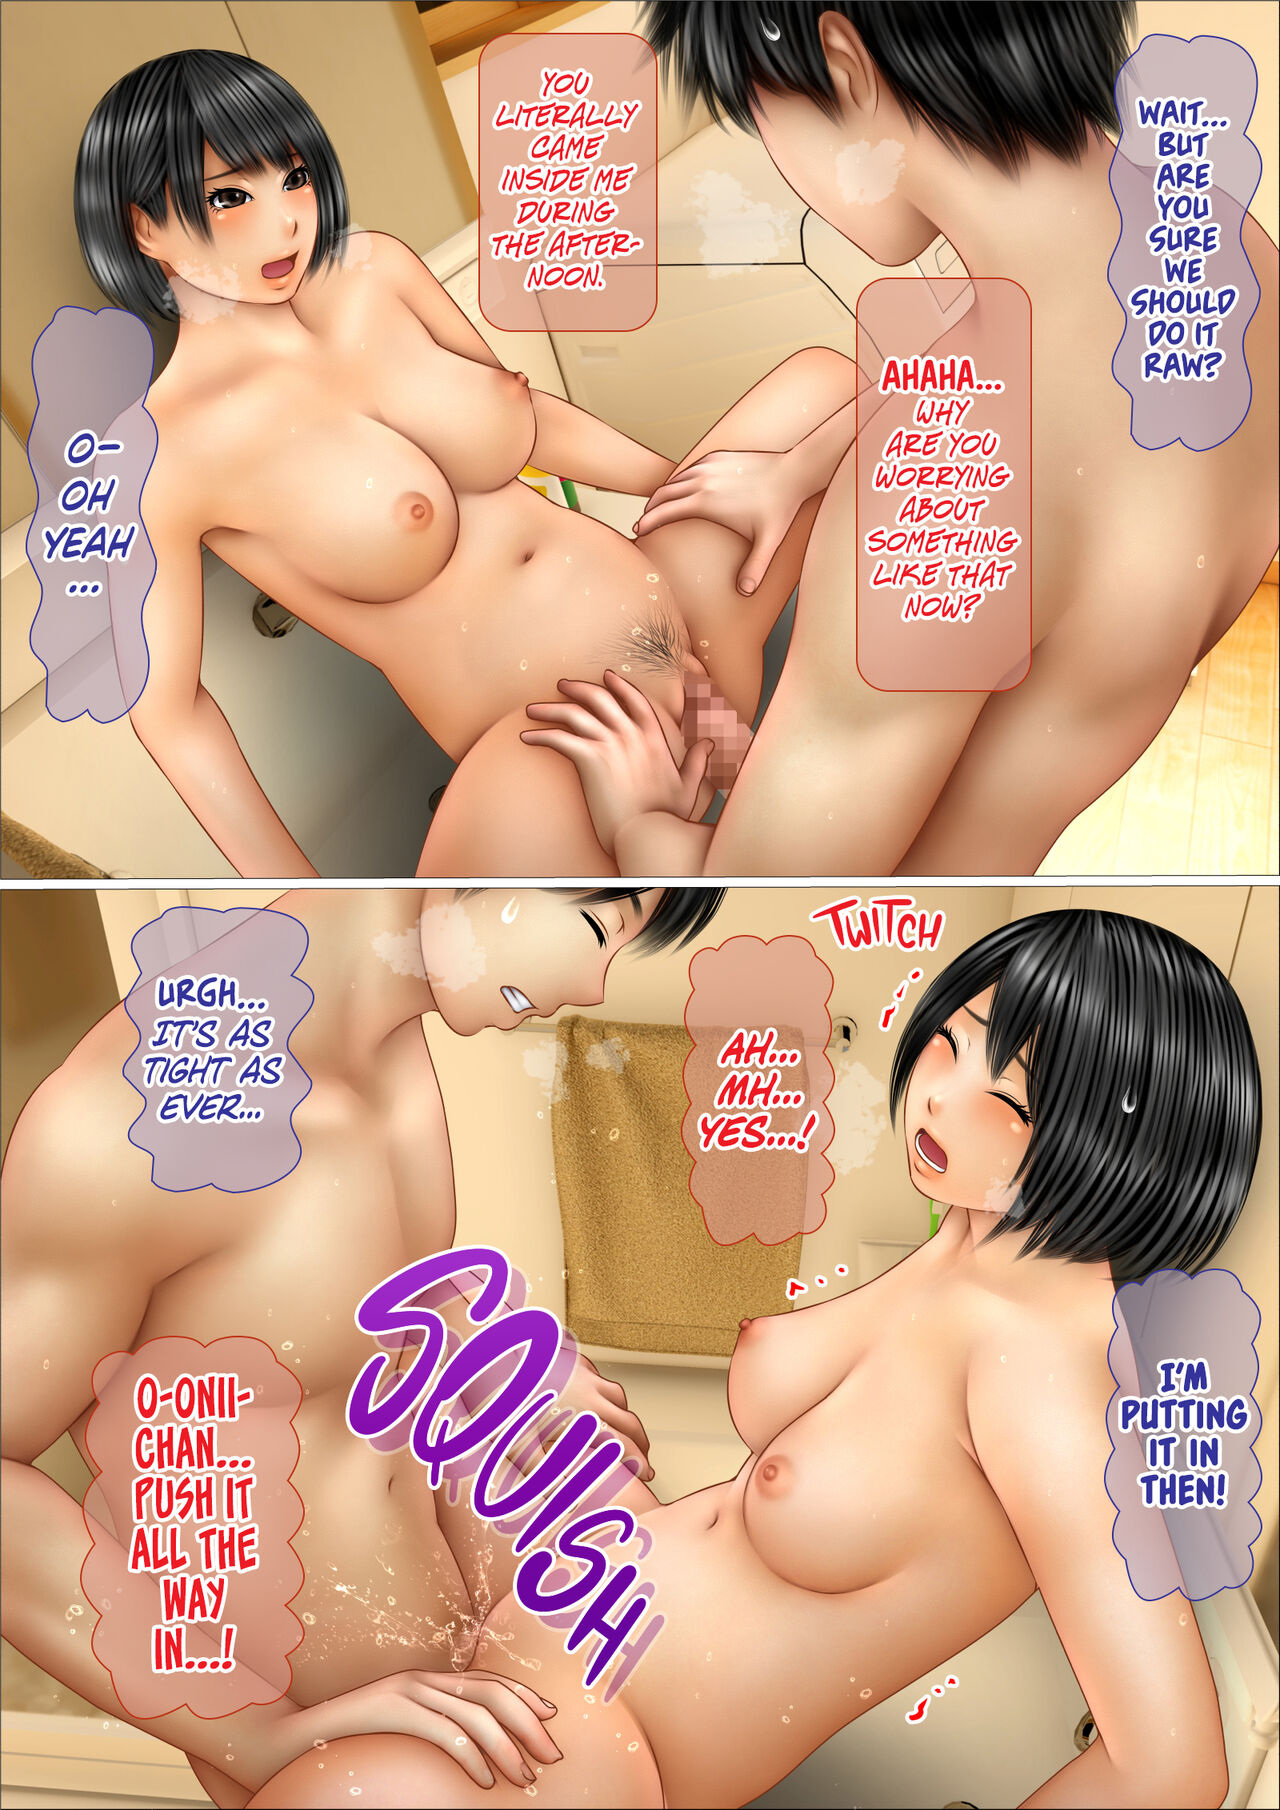 WAIT...
BUT
ARE
YOU
SURE
WE
SHOULD
DO IT
RAW?
AHAHA...
WHY
ARE YOU
WORRYING
ABOUT
SOMETHING
LIKE THAT
NOW?
YOU
LITERALLY
CAME
INSIDE ME
DURING
THE AFTER-
NOON.
O-
OH
YEAH
...
I'M
PUTTING
IT IN
THEN!
TWITCH
AH...
MH...
YES...!
SQUISH
URGH...
IT'S AS
TIGHT AS
EVER...
O-ONII-
CHAN...
PUSH IT
ALL THE
WAY
IN...!